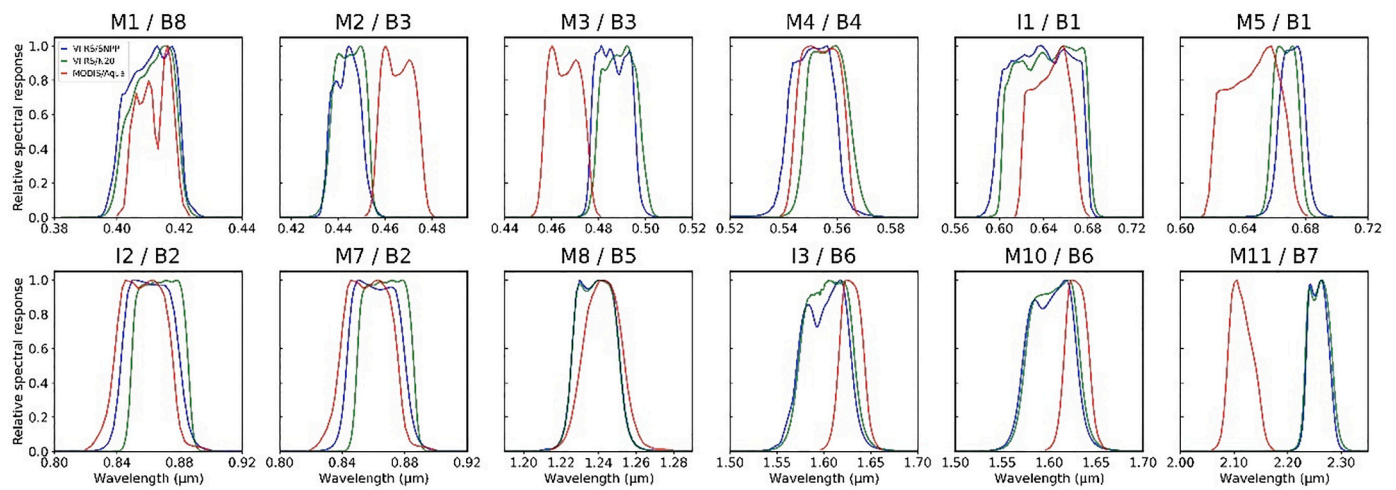 M1 / B8 M2 / B3 M3 / B3 M4 / B4 I1 / B1 M5 / B1
Relative spectral response
1.0
0.8
0.6
0.4
0.2
0.0
VIIRS/SNPP
VIIRS/N20
MODIS/Aqua
0.38 0.40 0.42 0.44 0.42 0.44 0.46 0.48 0.44 0.46 0.48 0.50 0.52 0.52 0.54 0.56 0.58 0.56 0.60 0.64 0.68 0.72 0.60 0.62 0.64 0.66 0.68 0.72
I2 / B2 M7 / B2 M8 / B5 I3 / B6 M10 / B6 M11 / B7
Relative spectral response
1.0
0.8
0.6
0.4
0.2
0.0
0.80 0.84 0.88 0.92 0.80 0.84 0.88 0.92 1.20 1.22 1.24 1.26 1.28 1.50 1.55 1.60 1.65 1.70 1.50 1.55 1.60 1.65 1.70 2.00 2.10 2.20 2.30
Wavelength (μm) Wavelength (μm) Wavelength (μm) Wavelength (μm) Wavelength (μm) Wavelength (μm)